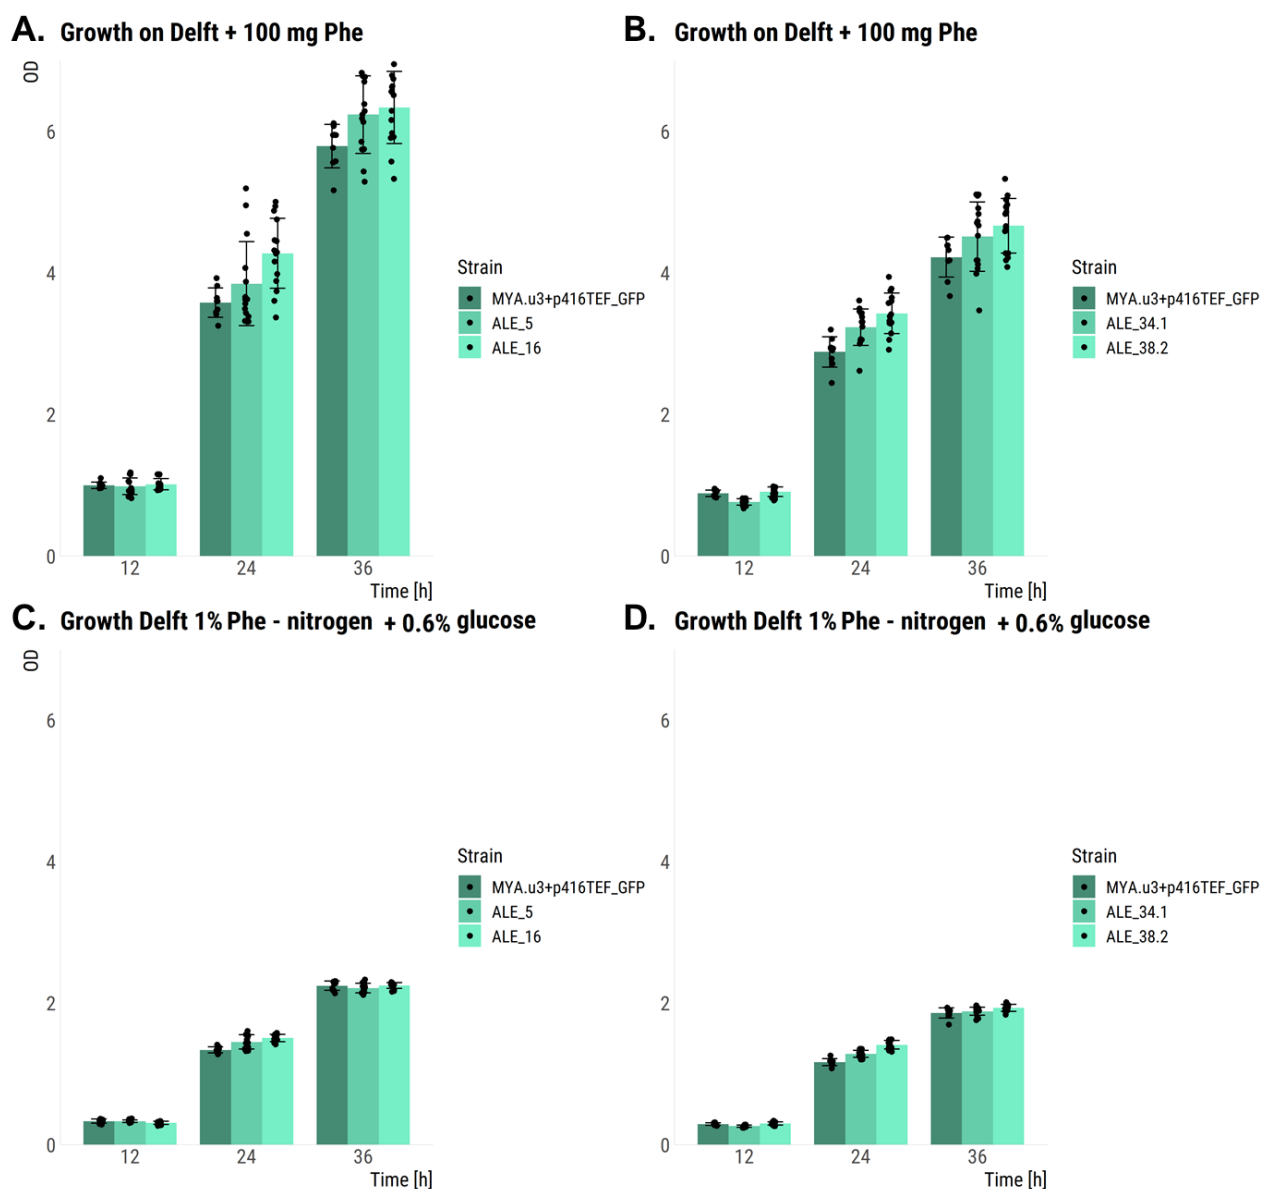 A. Growth on Delft + 100 mg Phe
OD
6
4
2
0
12 24 36
Time [h]
Strain
MYA.u3+p416TEF_GFP
ALE_5
ALE_16
B. Growth on Delft + 100 mg Phe
6
4
2
0
12 24 36
Time [h]
Strain
MYA.u3+p416TEF_GFP
ALE_34.1
ALE_38.2
C. Growth Delft 1% Phe - nitrogen + 0.6% glucose
OD
6
4
2
0
12 24 36
Time [h]
Strain
MYA.u3+p416TEF_GFP
ALE_5
ALE_16
D. Growth Delft 1% Phe - nitrogen + 0.6% glucose
6
4
2
0
12 24 36
Time [h]
Strain
MYA.u3+p416TEF_GFP
ALE_34.1
ALE_38.2